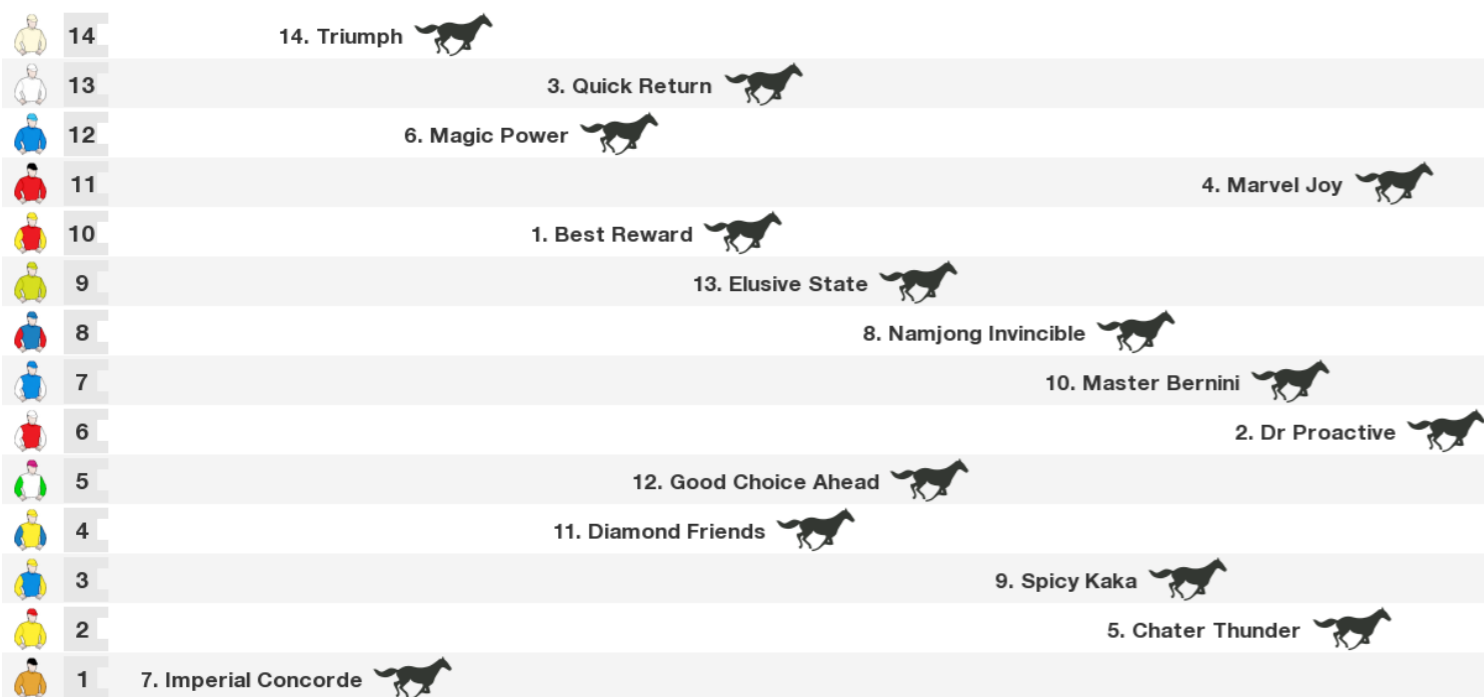 14 14. Triumph
13 3. Quick Return
12 6. Magic Power
11 4. Marvel Joy
10 1. Best Reward
9 13. Elusive State
8 8. Namjong Invincible
7 10. Master Bernini
6 2. Dr Proactive
5 12. Good Choice Ahead
4 11. Diamond Friends
3 9. Spicy Kaka
2 5. Chater Thunder
1 7. Imperial Concorde